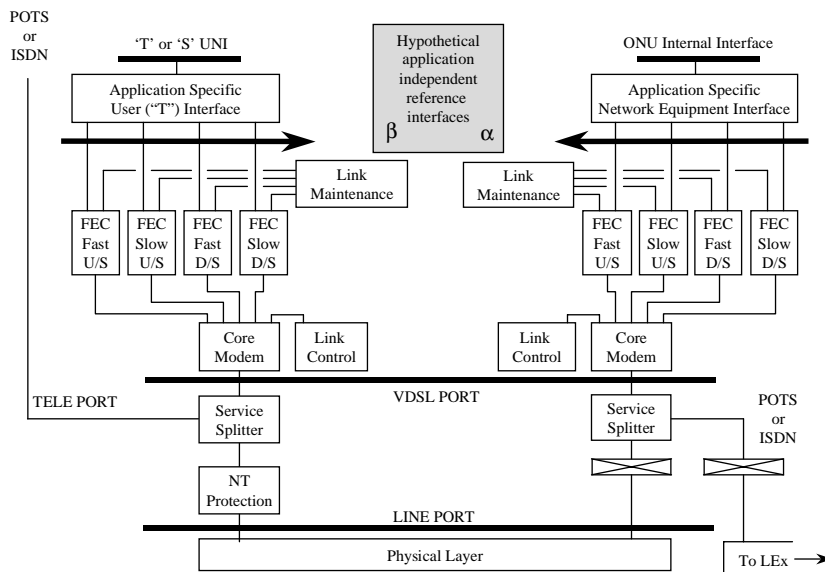 POTS
or
ISDN
‘T’ or ‘S’ UNI
Hypothetical
application
independent
reference
interfaces
β α
ONU Internal Interface
Application Specific
User (“T”) Interface
Application Specific
Network Equipment Interface
Link
Maintenance
Link
Maintenance
FEC
Fast
U/S
FEC
Slow
U/S
FEC
Fast
D/S
FEC
Slow
D/S
FEC
Fast
U/S
FEC
Slow
U/S
FEC
Fast
D/S
FEC
Slow
D/S
Core
Modem
Link
Control
Link
Control
Core
Modem
TELE PORT
VDSL PORT
Service
Splitter
Service
Splitter
POTS
or
ISDN
NT
Protection
LINE PORT
Physical Layer
To LEx